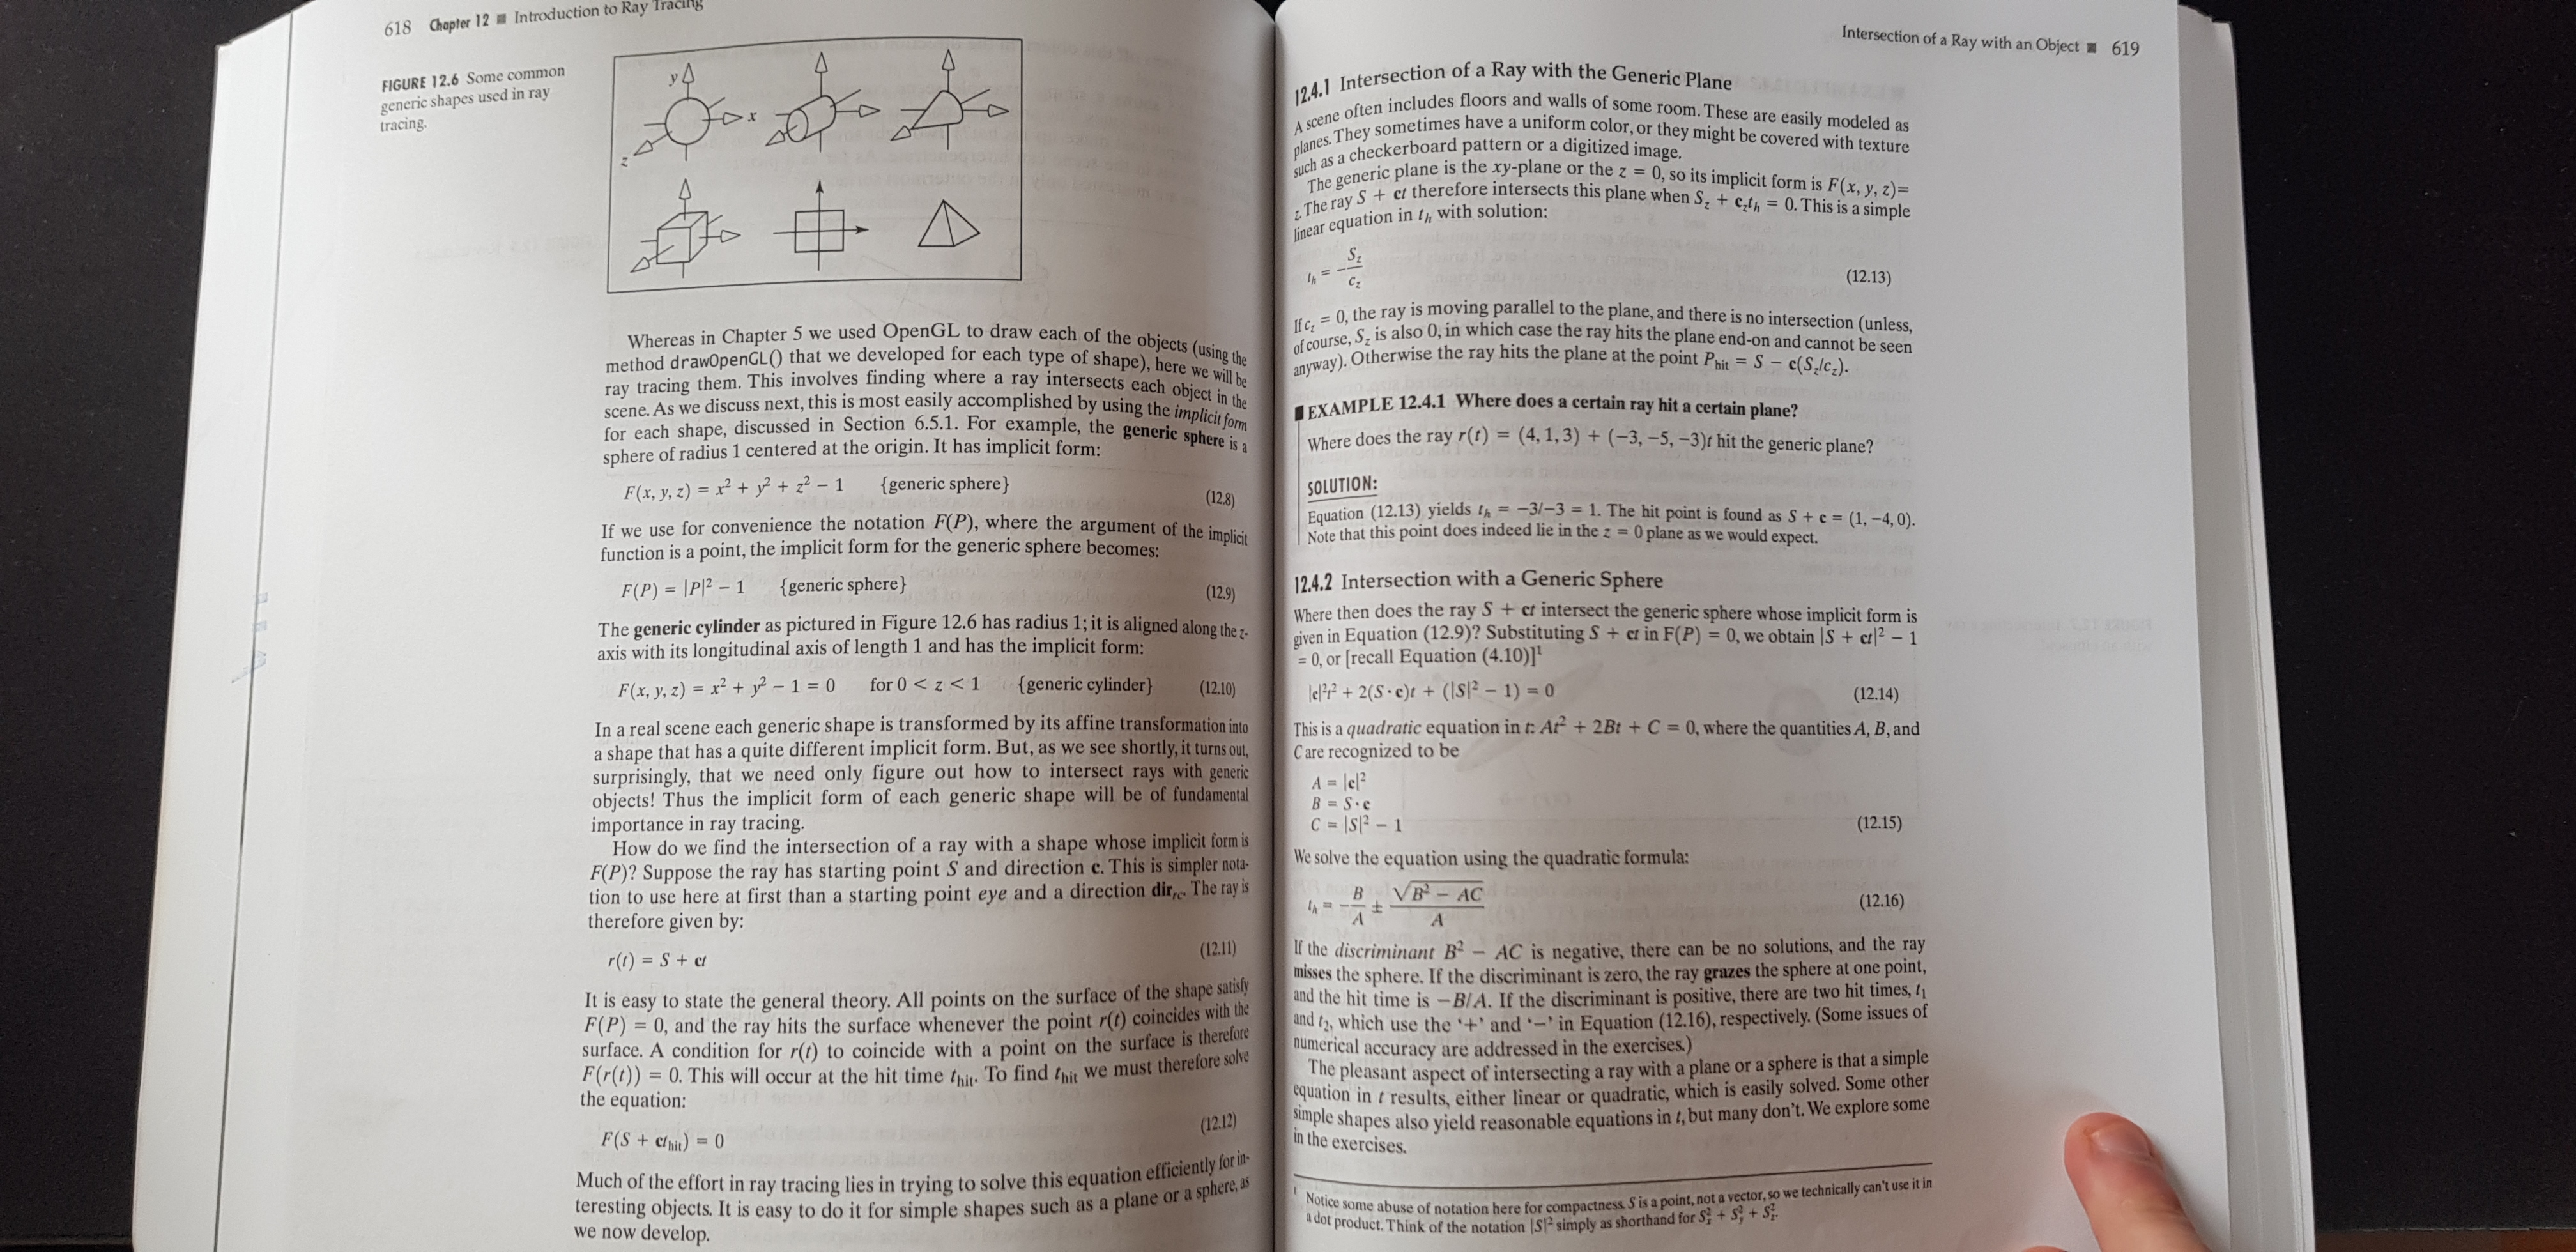 618 Chapter 12 ■ Introduction to Ray Tracing
FIGURE 12.6 Some common
generic shapes used in ray
tracing.
y
x
z
Whereas in Chapter 5 we used OpenGL to draw each of the objects (using the
method drawOpenGL() that we developed for each type of shape), here we will be
ray tracing them. This involves finding where a ray intersects each object in the
scene. As we discuss next, this is most easily accomplished by using the implicit form
for each shape, discussed in Section 6.5.1. For example, the generic sphere is a
sphere of radius 1 centered at the origin. It has implicit form:
F(x, y, z) = x² + y² + z² − 1 {generic sphere} (12.8)
If we use for convenience the notation F(P), where the argument of the implicit
function is a point, the implicit form for the generic sphere becomes:
F(P) = |P|² − 1 {generic sphere} (12.9)
The generic cylinder as pictured in Figure 12.6 has radius 1; it is aligned along the z-
axis with its longitudinal axis of length 1 and has the implicit form:
F(x, y, z) = x² + y² − 1 = 0 for 0 < z < 1 {generic cylinder} (12.10)
In a real scene each generic shape is transformed by its affine transformation into
a shape that has a quite different implicit form. But, as we see shortly, it turns out,
surprisingly, that we need only figure out how to intersect rays with generic
objects! Thus the implicit form of each generic shape will be of fundamental
importance in ray tracing.
How do we find the intersection of a ray with a shape whose implicit form is
F(P)? Suppose the ray has starting point S and direction c. This is simpler nota-
tion to use here at first than a starting point eye and a direction dir_rc. The ray is
therefore given by:
r(t) = S + ct (12.11)
It is easy to state the general theory. All points on the surface of the shape satisfy
F(P) = 0, and the ray hits the surface whenever the point r(t) coincides with the
surface. A condition for r(t) to coincide with a point on the surface is therefore
F(r(t)) = 0. This will occur at the hit time t_hit. To find t_hit we must therefore solve
the equation:
F(S + ct_hit) = 0 (12.12)
Much of the effort in ray tracing lies in trying to solve this equation efficiently for in-
teresting objects. It is easy to do it for simple shapes such as a plane or a sphere, as
we now develop.
Intersection of a Ray with an Object ■ 619
12.4.1 Intersection of a Ray with the Generic Plane
A scene often includes floors and walls of some room. These are easily modeled as
planes. They sometimes have a uniform color, or they might be covered with texture
such as a checkerboard pattern or a digitized image.
The generic plane is the xy-plane or the z = 0, so its implicit form is F(x, y, z)=
z. The ray S + ct therefore intersects this plane when S_z + c_z t_h = 0. This is a simple
linear equation in t_h with solution:
t_h = −S_z/c_z (12.13)
If c_z = 0, the ray is moving parallel to the plane, and there is no intersection (unless,
of course, S_z is also 0, in which case the ray hits the plane end-on and cannot be seen
anyway). Otherwise the ray hits the plane at the point P_hit = S − c(S_z/c_z).
■ EXAMPLE 12.4.1 Where does a certain ray hit a certain plane?
Where does the ray r(t) = (4, 1, 3) + (−3, −5, −3)t hit the generic plane?
SOLUTION:
Equation (12.13) yields t_h = −3/−3 = 1. The hit point is found as S + c = (1, −4, 0).
Note that this point does indeed lie in the z = 0 plane as we would expect.
12.4.2 Intersection with a Generic Sphere
Where then does the ray S + ct intersect the generic sphere whose implicit form is
given in Equation (12.9)? Substituting S + ct in F(P) = 0, we obtain |S + ct|² − 1
= 0, or [recall Equation (4.10)]¹
|c|²t² + 2(S · c)t + (|S|² − 1) = 0 (12.14)
This is a quadratic equation in t: At² + 2Bt + C = 0, where the quantities A, B, and
C are recognized to be
A = |c|²
B = S · c
C = |S|² − 1 (12.15)
We solve the equation using the quadratic formula:
t_h = −B/A ± √(B² − AC)/A (12.16)
If the discriminant B² − AC is negative, there can be no solutions, and the ray
misses the sphere. If the discriminant is zero, the ray grazes the sphere at one point,
and the hit time is −B/A. If the discriminant is positive, there are two hit times, t₁
and t₂, which use the ‘+’ and ‘−’ in Equation (12.16), respectively. (Some issues of
numerical accuracy are addressed in the exercises.)
The pleasant aspect of intersecting a ray with a plane or a sphere is that a simple
equation in t results, either linear or quadratic, which is easily solved. Some other
simple shapes also yield reasonable equations in t, but many don't. We explore some
in the exercises.
¹ Notice some abuse of notation here for compactness. S is a point, not a vector, so we technically can't use it in
a dot product. Think of the notation |S|² simply as shorthand for S_x² + S_y² + S_z².